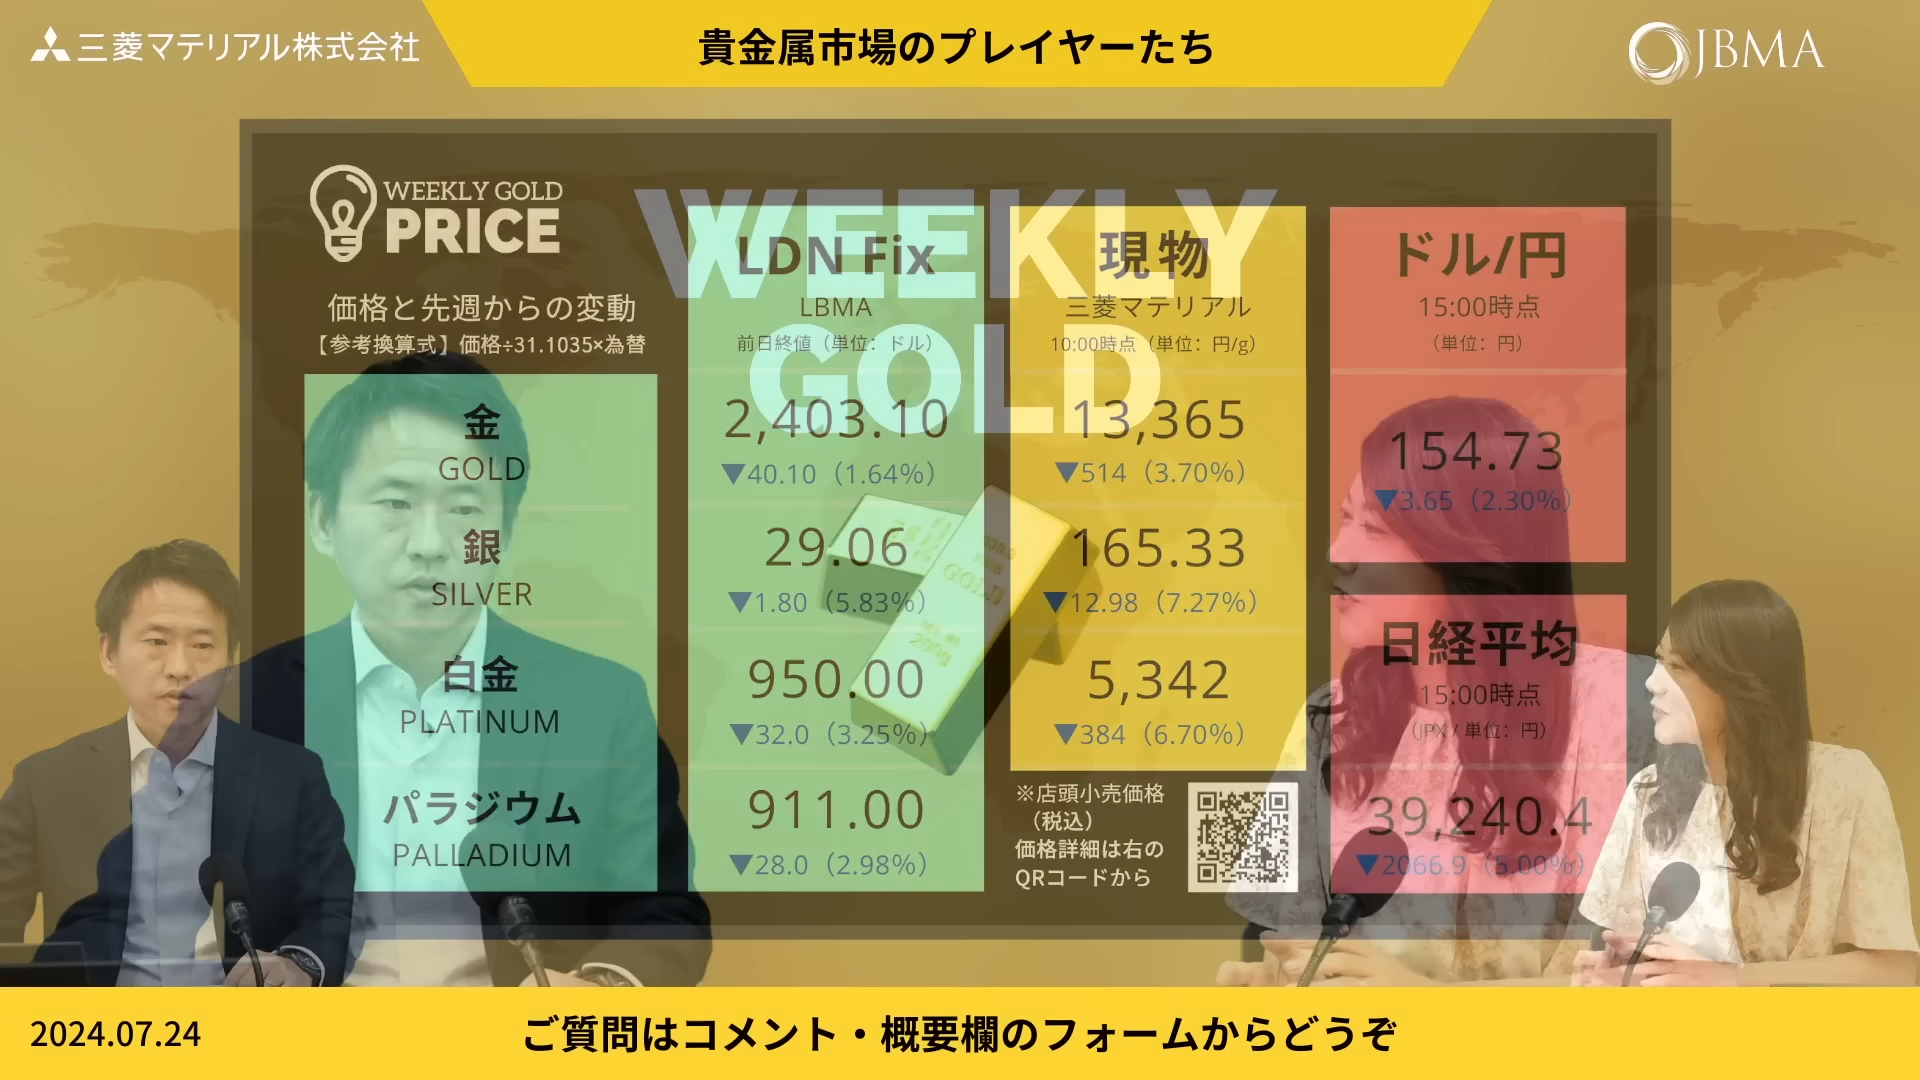 三菱マテリアル株式会社
貴金属市場のプレイヤーたち
JBMA
WEEKLY GOLD
PRICE
価格と先週からの変動
【参考換算式】価格÷31.1035×為替
WEEKLY
GOLD
金
GOLD
銀
SILVER
白金
PLATINUM
パラジウム
PALLADIUM
LDN Fix
LBMA
前日終値（単位：ドル）
2,403.10
▼40.10（1.64%）
29.06
▼1.80（5.83%）
950.00
▼32.0（3.25%）
911.00
▼28.0（2.98%）
現物
三菱マテリアル
10:00時点（単位：円/g）
13,365
▼514（3.70%）
165.33
▼12.98（7.27%）
5,342
▼384（6.70%）
※店頭小売価格
（税込）
価格詳細は右の
QRコードから
ドル/円
15:00時点
（単位：円）
154.73
▼3.65（2.30%）
日経平均
15:00時点
（JPX / 単位：円）
39,240.4
▼2066.9（5.00%）
GOLD
2024.07.24
ご質問はコメント・概要欄のフォームからどうぞ